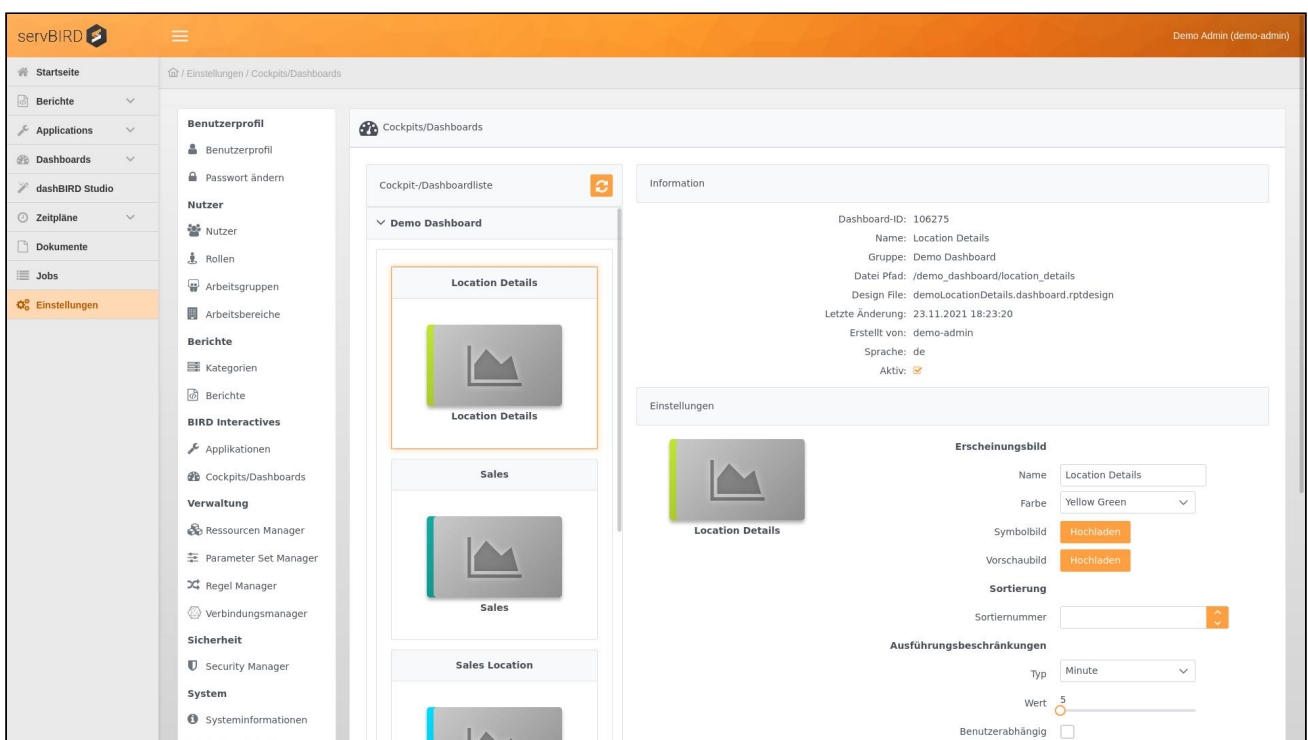 servBIRD
Demo Admin (demo-admin)
Startseite
Berichte
Applications
Dashboards
dashBIRD Studio
Zeitpläne
Dokumente
Jobs
Einstellungen
/ Einstellungen / Cockpits/Dashboards
Benutzerprofil
Benutzerprofil
Passwort ändern
Nutzer
Nutzer
Rollen
Arbeitsgruppen
Arbeitsbereiche
Berichte
Kategorien
Berichte
BIRD Interactives
Applikationen
Cockpits/Dashboards
Verwaltung
Ressourcen Manager
Parameter Set Manager
Regel Manager
Verbindungsmanager
Sicherheit
Security Manager
System
Systeminformationen
Cockpits/Dashboards
Cockpit-/Dashboardliste
Demo Dashboard
Location Details
Location Details
Sales
Sales
Sales Location
Information
Dashboard-ID: 106275
Name: Location Details
Gruppe: Demo Dashboard
Datei Pfad: /demo_dashboard/location_details
Design File: demoLocationDetails.dashboard.rptdesign
Letzte Änderung: 23.11.2021 18:23:20
Erstellt von: demo-admin
Sprache: de
Aktiv:
Einstellungen
Location Details
Erscheinungsbild
Name Location Details
Farbe Yellow Green
Symbolbild Hochladen
Vorschaubild Hochladen
Sortierung
Sortiernummer
Ausführungsbeschränkungen
Typ Minute
Wert 5
Benutzerabhängig